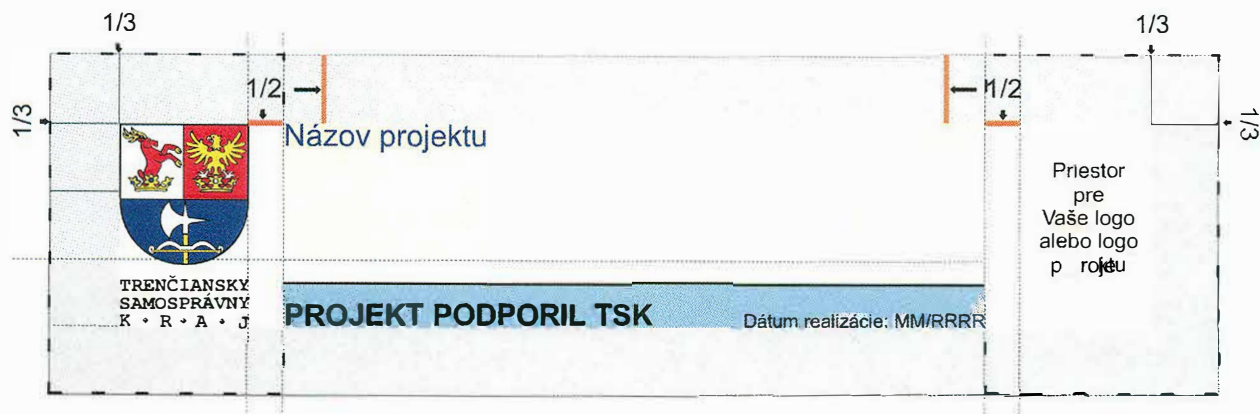 1/3
1/3
1/2
1/2
1/3
1/3
Názov projektu
Priestor
pre
Vaše logo
alebo logo
projektu
TRENČIANSKY
SAMOSPRÁVNY
K • R • A • J
PROJEKT PODPORIL TSK
Dátum realizácie: MM/RRRR